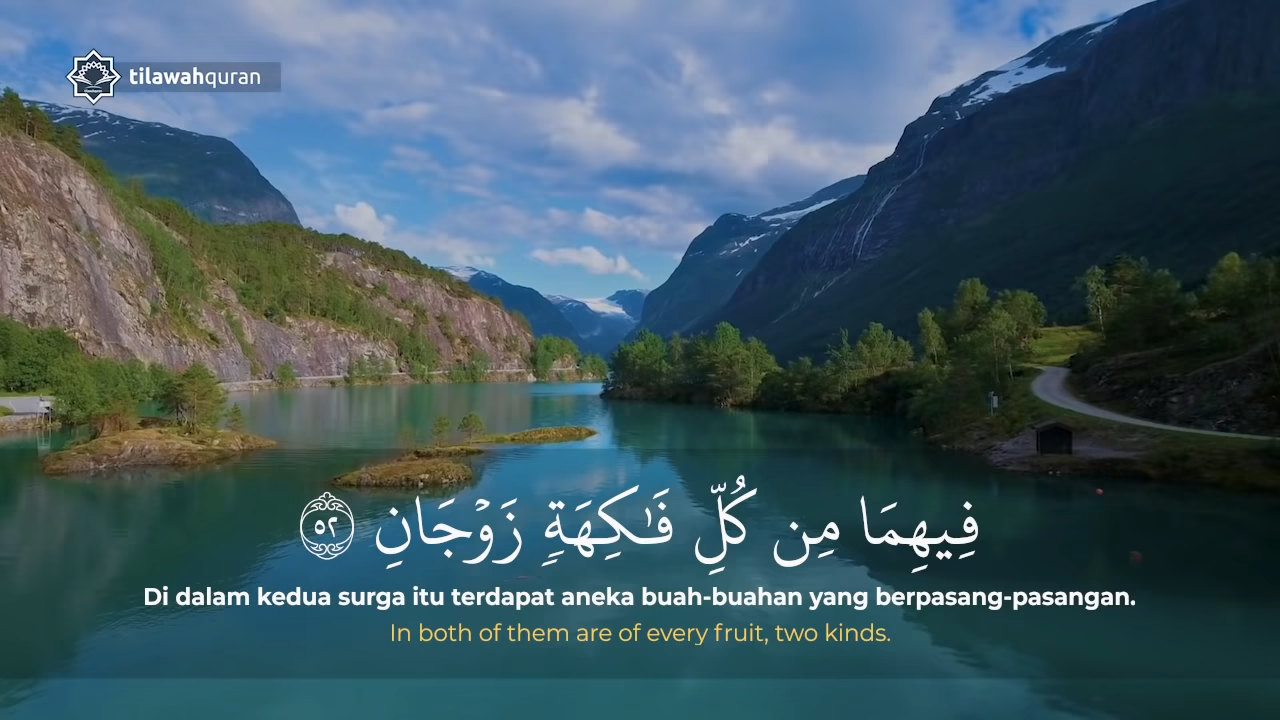 tilawahquran
فِيهِمَا مِن كُلِّ فَـٰكِهَةٍ زَوْجَانِ ٥٢
Di dalam kedua surga itu terdapat aneka buah-buahan yang berpasang-pasangan.
In both of them are of every fruit, two kinds.